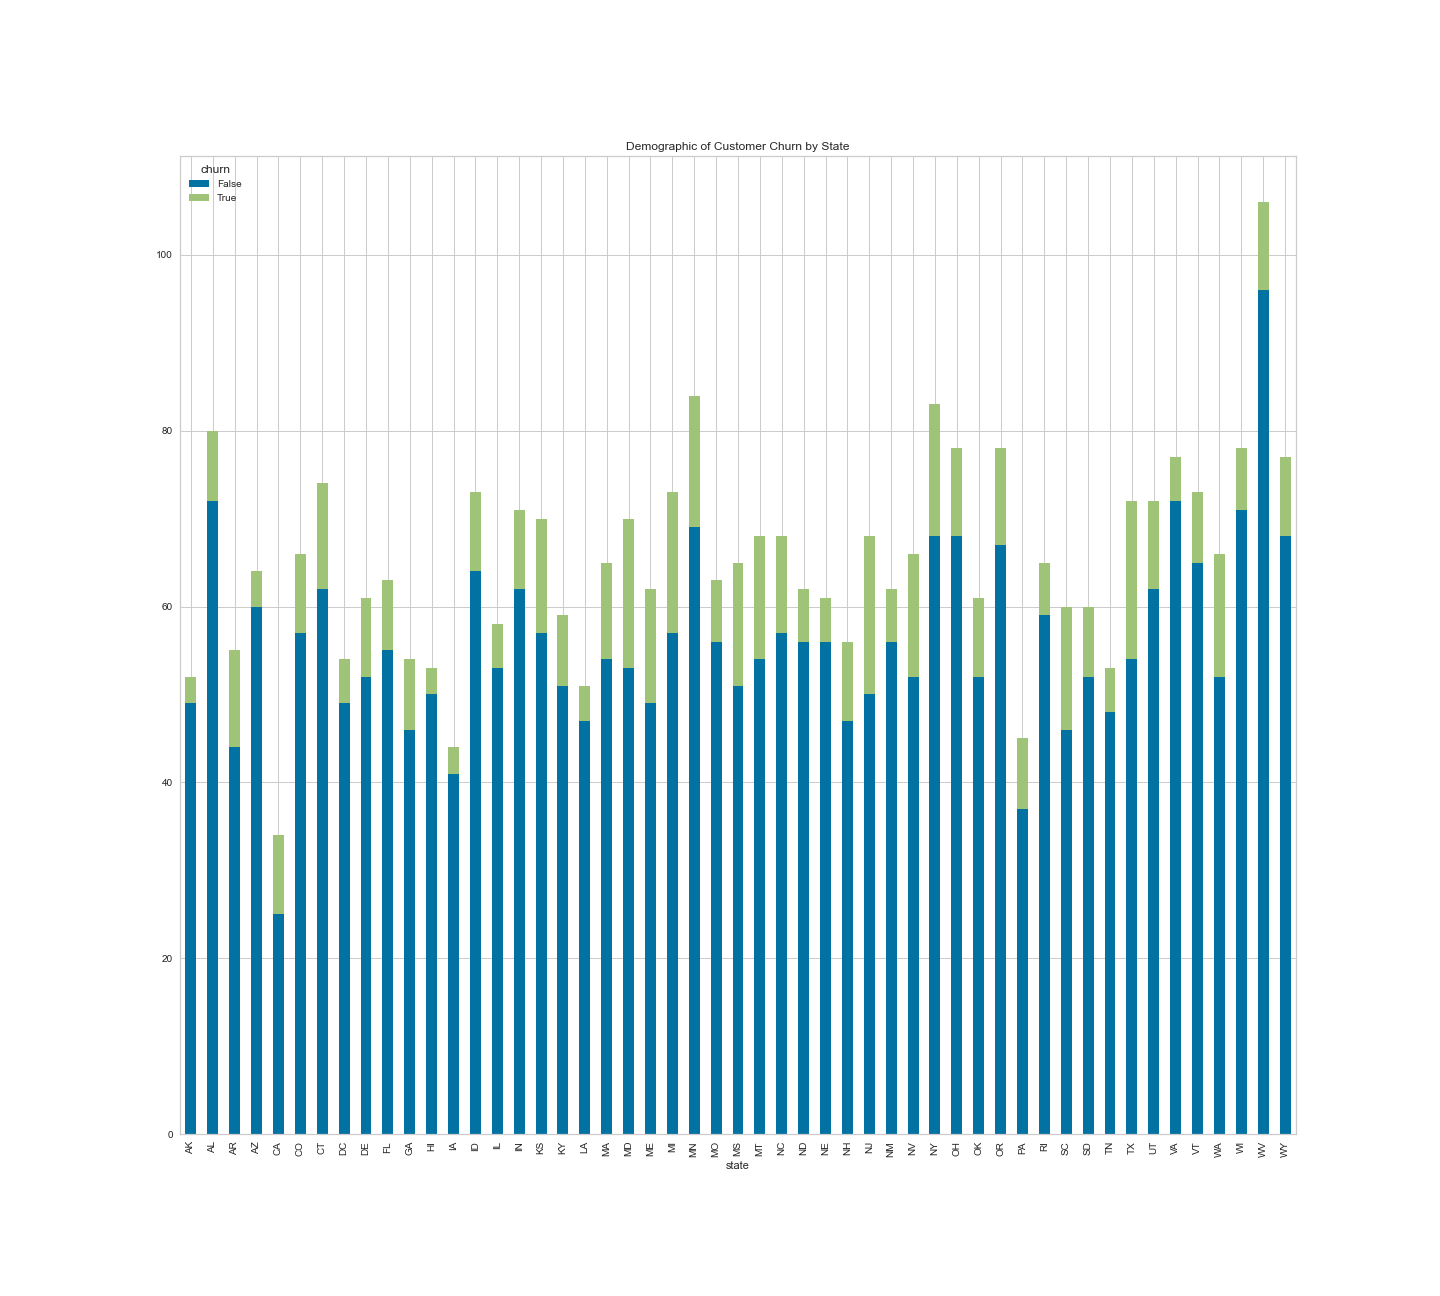 Demographic of Customer Churn by State
churn
False
True
100
80
60
40
20
0
AK AL AR AZ CA CO CT DC DE FL GA HI IA ID IL IN KS KY LA MA MD ME MI MN MO MS MT NC ND NE NH NJ NM NV NY OH OK OR PA RI SC SD TN TX UT VA VT WA WI WV WY
state